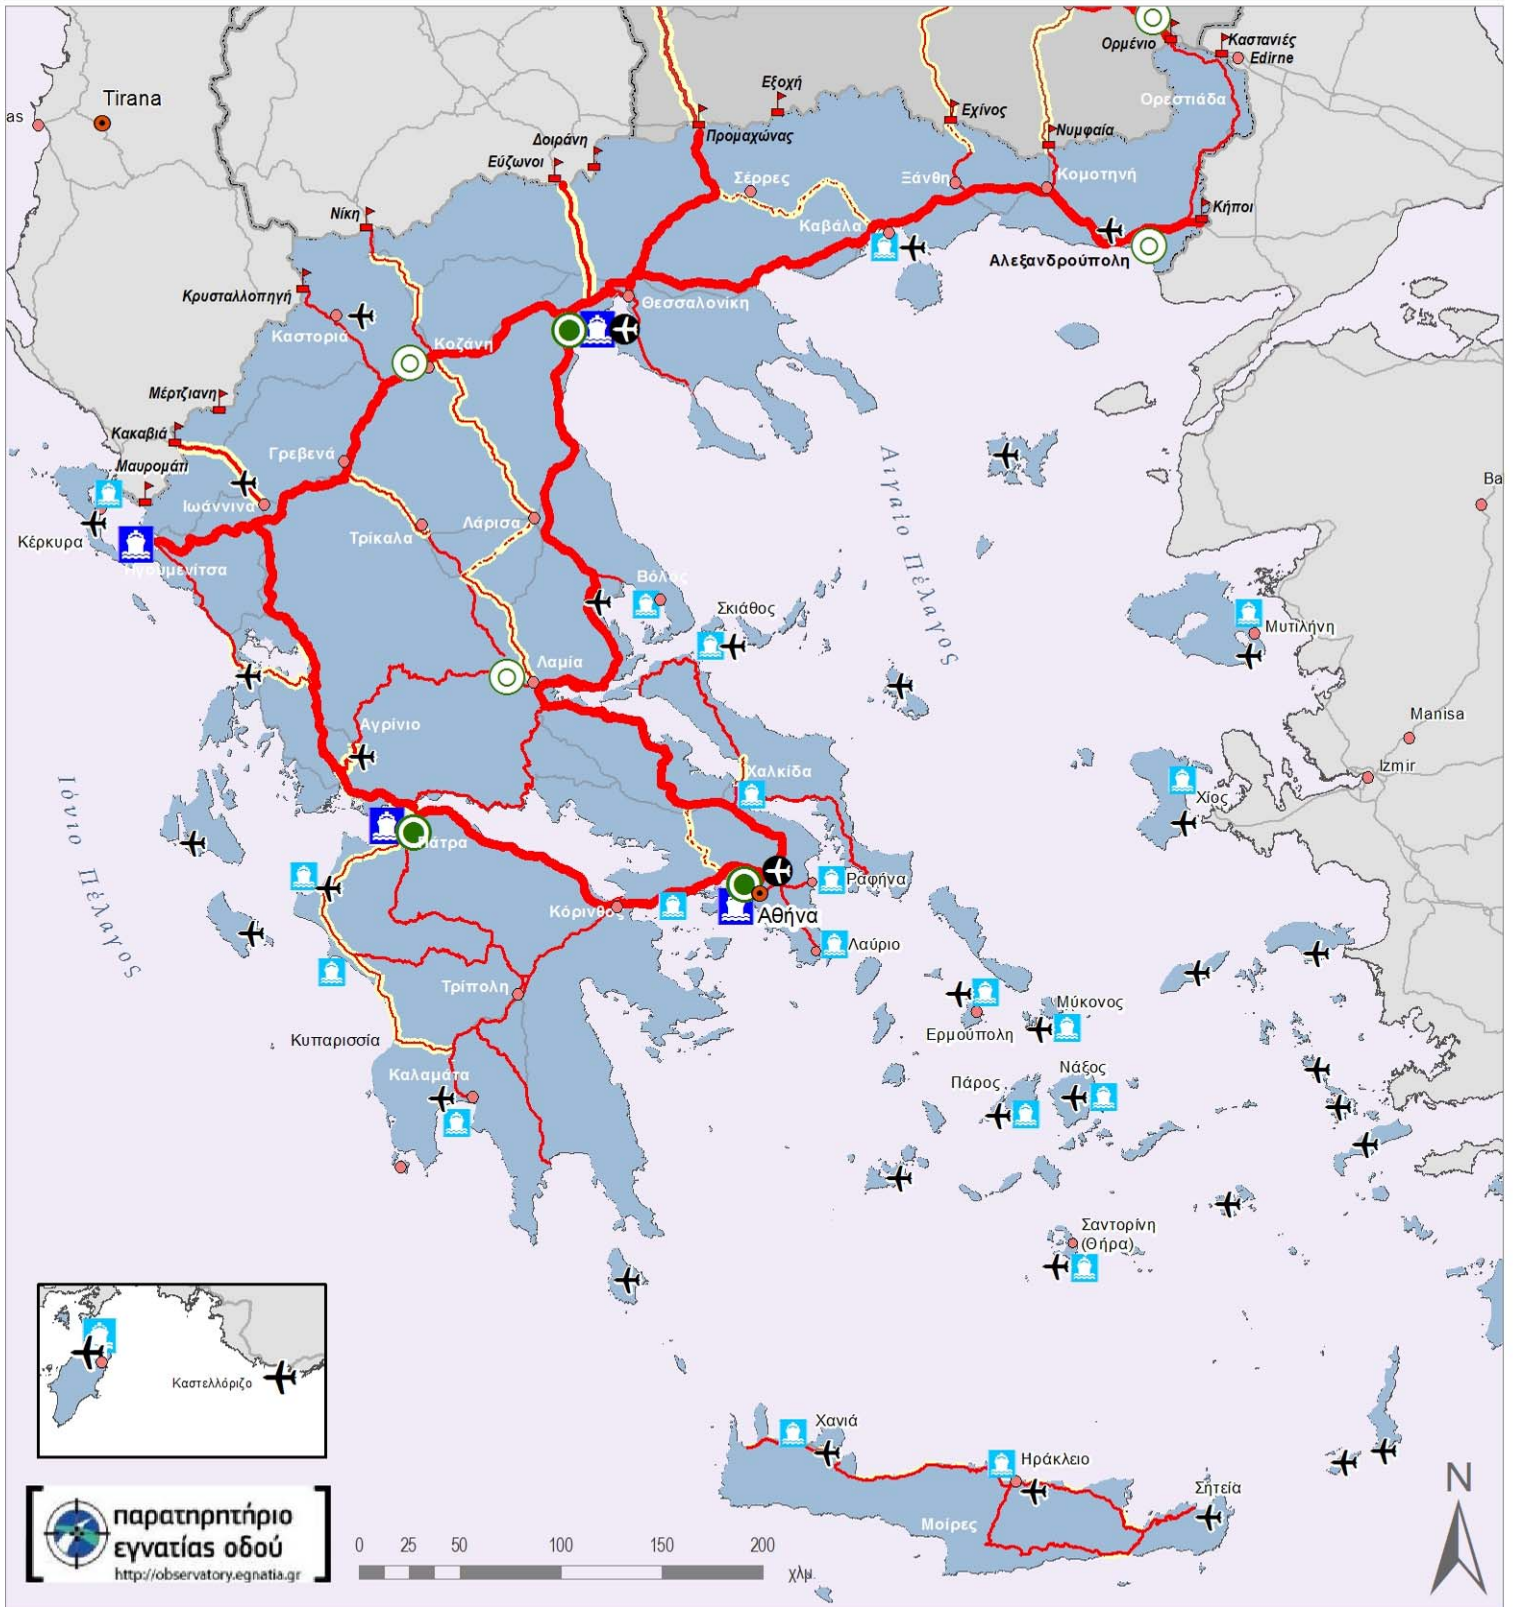 Ορμένιο
Καστανιές
Edirne
Tirana
as
Εξοχή
Ορεστιάδα
Εχίνος
Νυμφαία
Προμαχώνας
Δοϊράνη
Εύζωνοι
Σέρρες
Ξάνθη
Κομοτηνή
Νίκη
Κήποι
Καβάλα
Αλεξανδρούπολη
Κρυσταλλοπηγή
Θεσσαλονίκη
Καστοριά
Κοζάνη
Μέρτζιανη
Κακαβιά
Γρεβενά
Μαυρομάτι
Αιγαίο Πέλαγος
Ba
Ιωάννινα
Λάρισα
Τρίκαλα
Κέρκυρα
Ηγουμενίτσα
Βόλος
Σκιάθος
Μυτιλήνη
Λαμία
Manisa
Αγρίνιο
Izmir
Χαλκίδα
Χίος
Ιόνιο Πέλαγος
Πάτρα
Ραφήνα
Κόρινθος
Αθήνα
Λαύριο
Τρίπολη
Μύκονος
Ερμούπολη
Κυπαρισσία
Νάξος
Καλαμάτα
Πάρος
Σαντορίνη
(Θήρα)
Καστελλόριζο
Χανιά
Ηράκλειο
Σητεία
Μοίρες
N
παρατηρητήριο
εγνατίας οδού
http://observatory.egnatia.gr
0 25 50 100 150 200
χλμ.